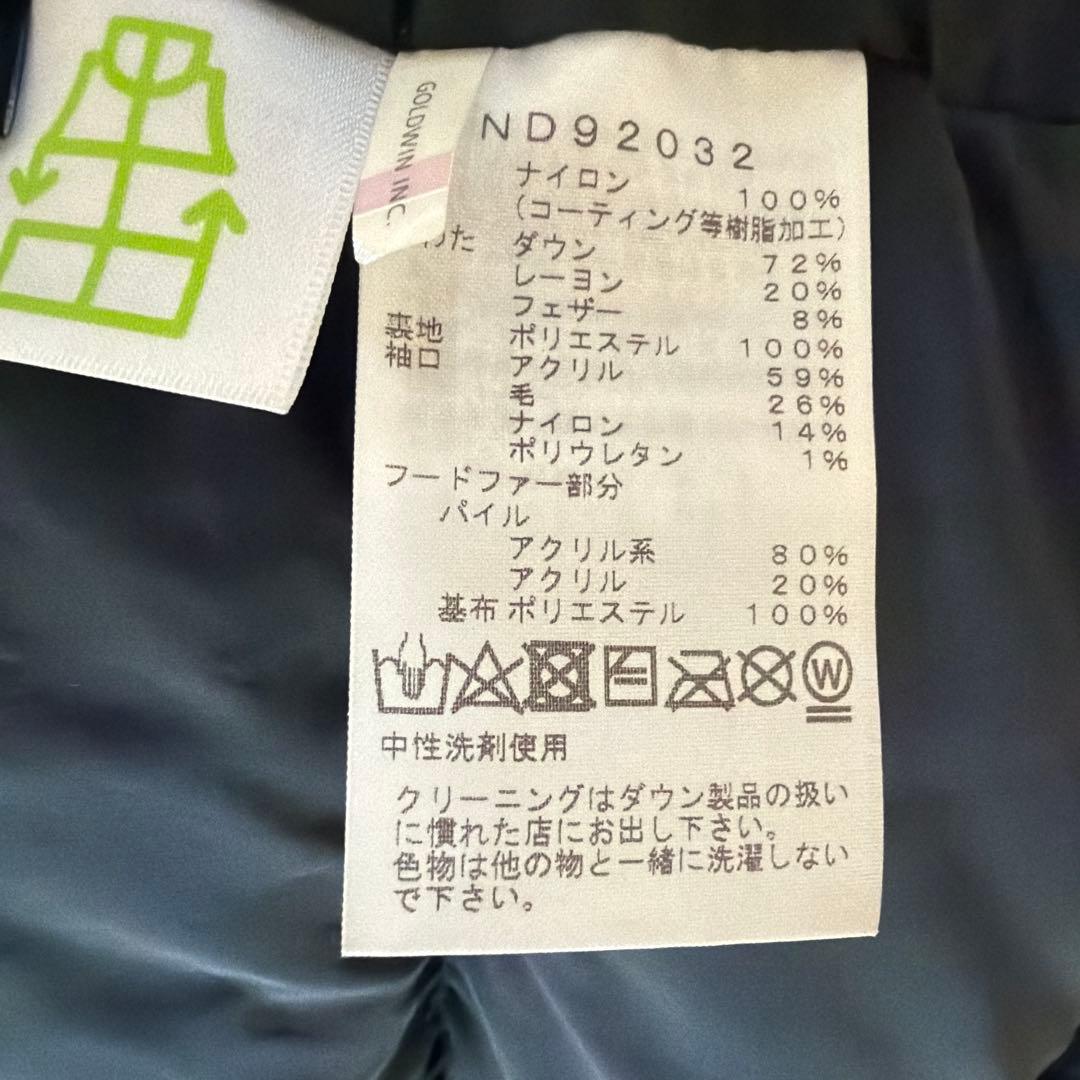 GOLDWIN INC.
ND92032
ナイロン 100%
(コーティング等樹脂加工)
わた ダウン 72%
レーヨン 20%
フェザー 8%
裏地 ポリエステル 100%
袖口 アクリル 59%
毛 26%
ナイロン 14%
ポリウレタン 1%
フードファー部分
パイル
アクリル系 80%
アクリル 20%
基布 ポリエステル 100%
W
中性洗剤使用
クリーニングはダウン製品の扱い
に慣れた店にお出し下さい。
色物は他の物と一緒に洗濯しない
で下さい。